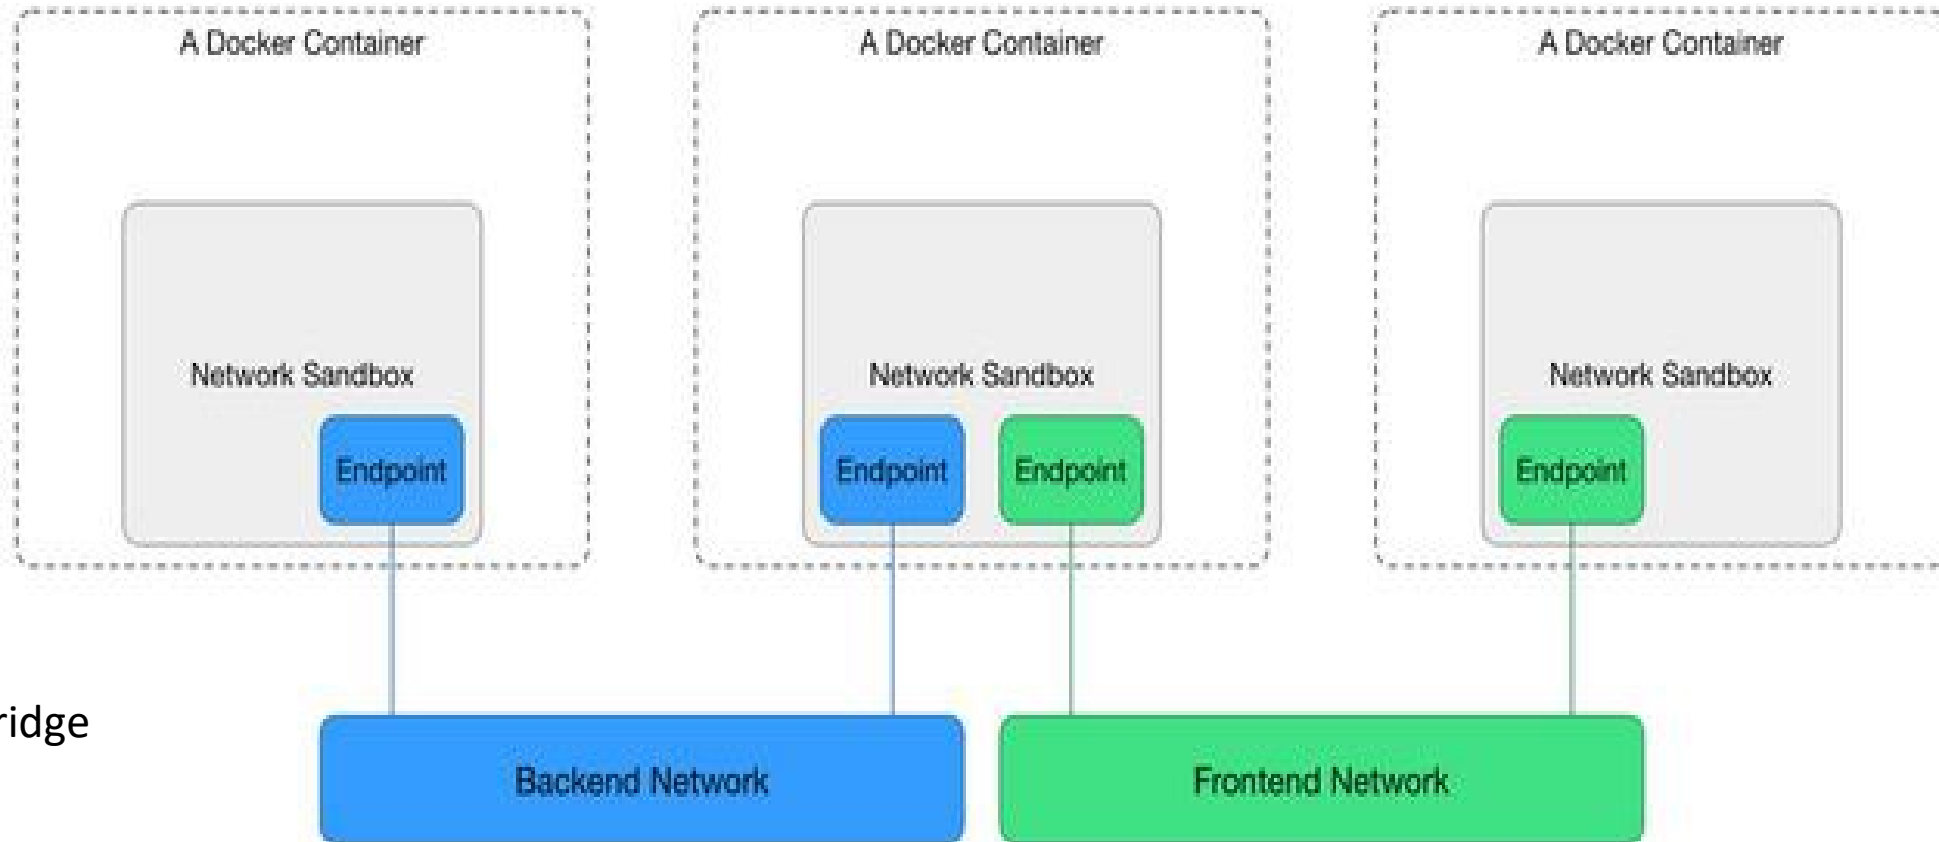 A Docker Container
A Docker Container
A Docker Container
Network Sandbox
Network Sandbox
Network Sandbox
Endpoint
Endpoint
Endpoint
Endpoint
ridge
Backend Network
Frontend Network